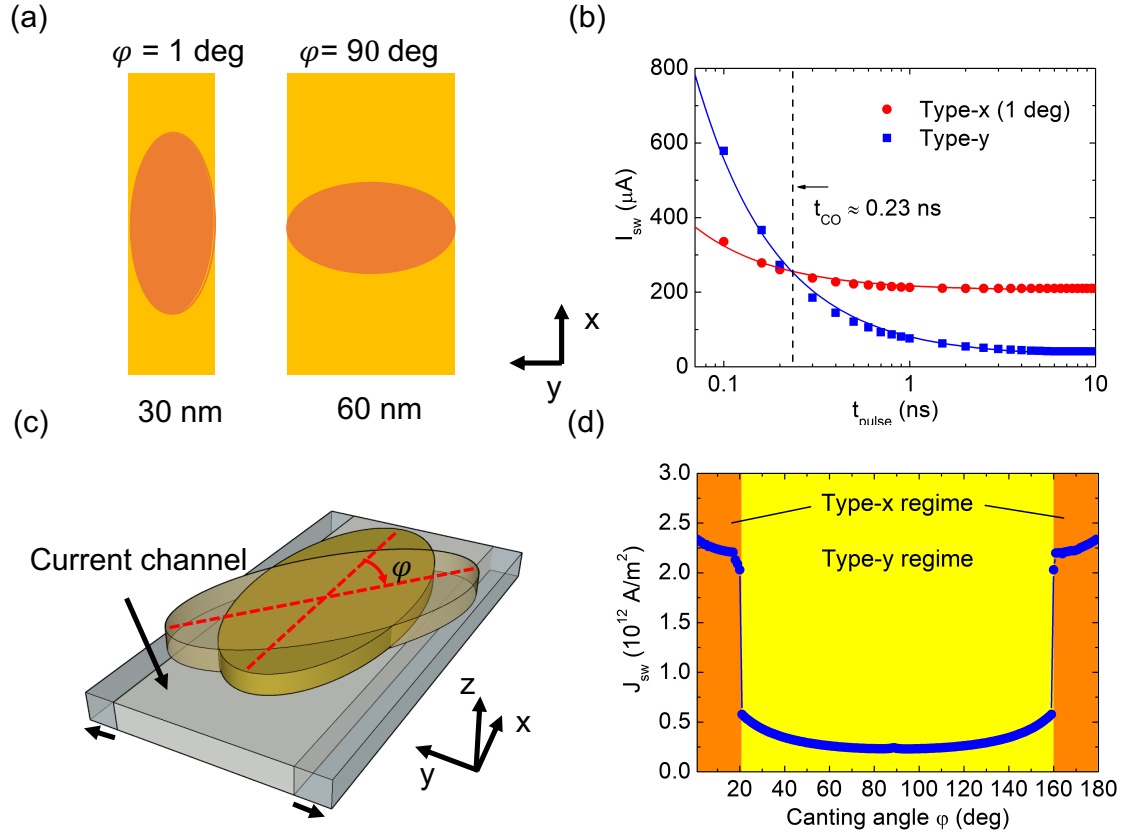 (a)
φ = 1 deg
φ= 90 deg
30 nm
60 nm
x
y
(b)
800
600
400
200
0
I_sw (μA)
Type-x (1 deg)
Type-y
t_CO ≈ 0.23 ns
0.1
1
10
t_pulse (ns)
(c)
Current channel
φ
z
x
y
(d)
3.0
2.5
2.0
1.5
1.0
0.5
0.0
J_sw (10^12 A/m^2)
Type-x regime
Type-y regime
20 40 60 80 100 120 140 160 180
Canting angle φ (deg)